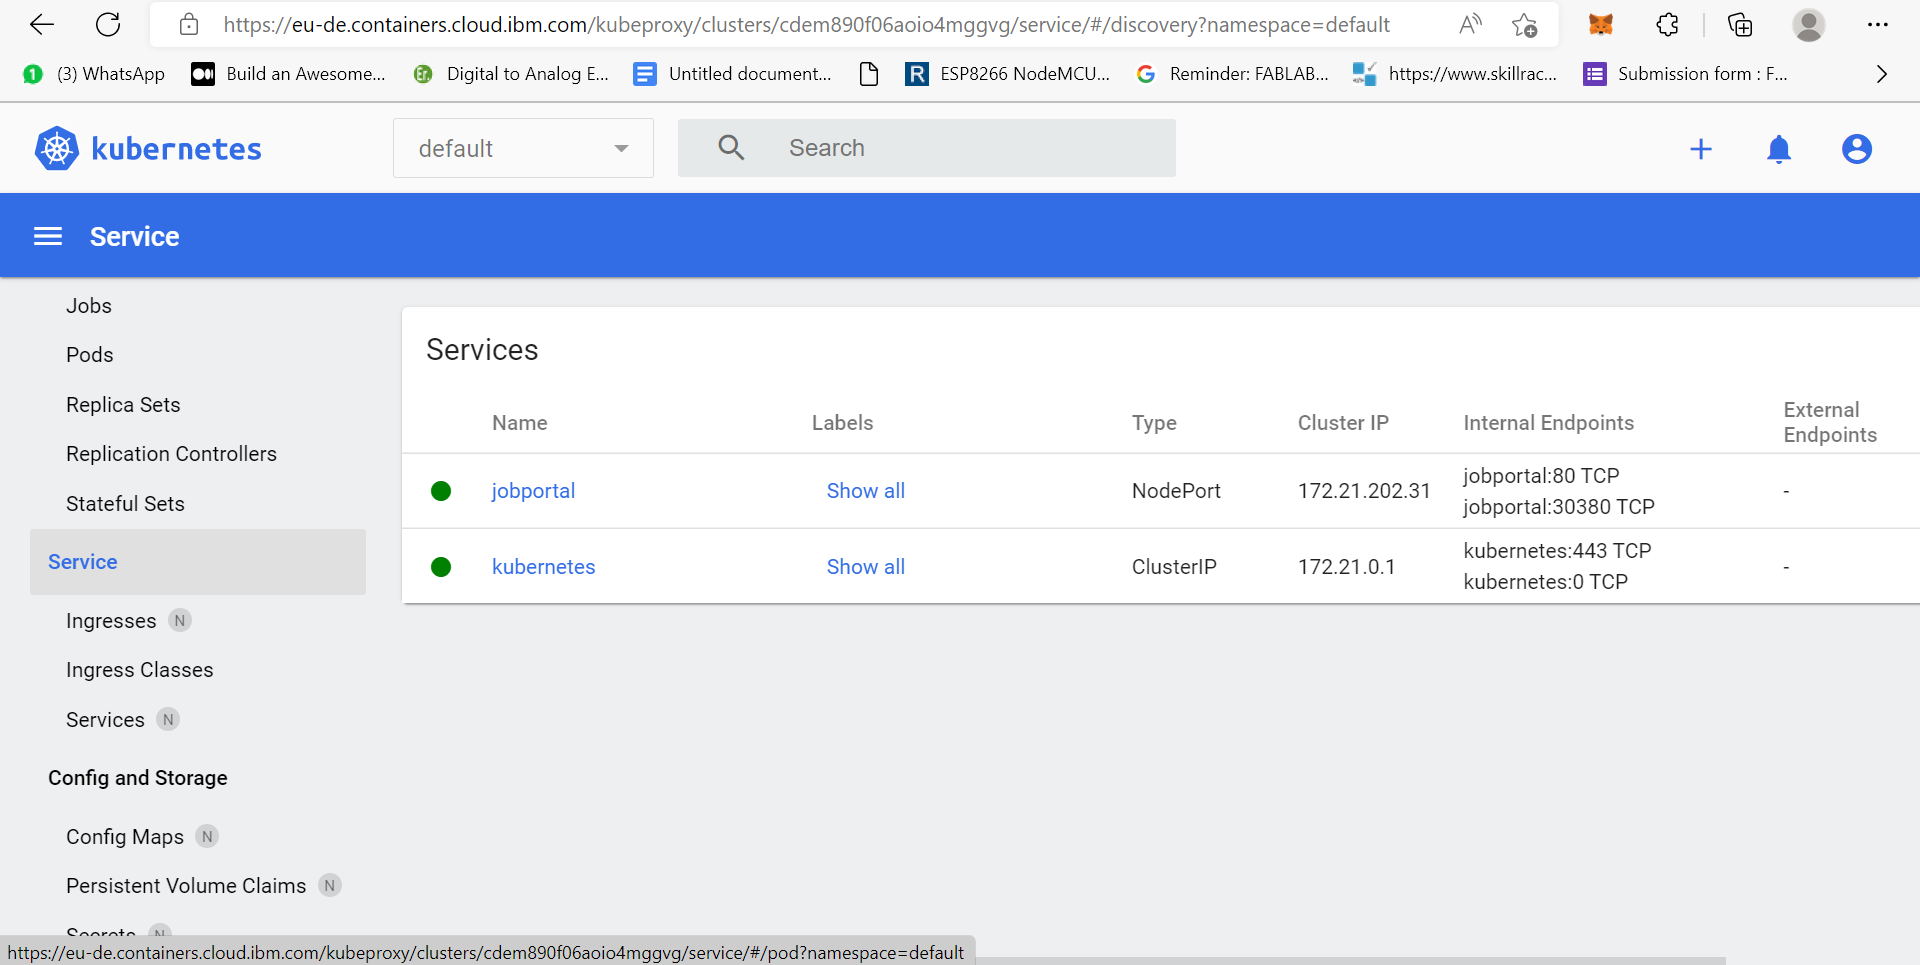 https://eu-de.containers.cloud.ibm.com/kubeproxy/clusters/cdem890f06aoio4mggvg/service/#/discovery?namespace=default
(3) WhatsApp Build an Awesome... Digital to Analog E... Untitled document... ESP8266 NodeMCU... Reminder: FABLAB... https://www.skillrac... Submission form : F...
kubernetes default Search
Service
Jobs
Pods
Replica Sets
Replication Controllers
Stateful Sets
Service
Ingresses N
Ingress Classes
Services N
Config and Storage
Config Maps N
Persistent Volume Claims N
Secrets N
Services
Name Labels Type Cluster IP Internal Endpoints External Endpoints
jobportal Show all NodePort 172.21.202.31 jobportal:80 TCP -
jobportal:30380 TCP
kubernetes Show all ClusterIP 172.21.0.1 kubernetes:443 TCP -
kubernetes:0 TCP
https://eu-de.containers.cloud.ibm.com/kubeproxy/clusters/cdem890f06aoio4mggvg/service/#/pod?namespace=default